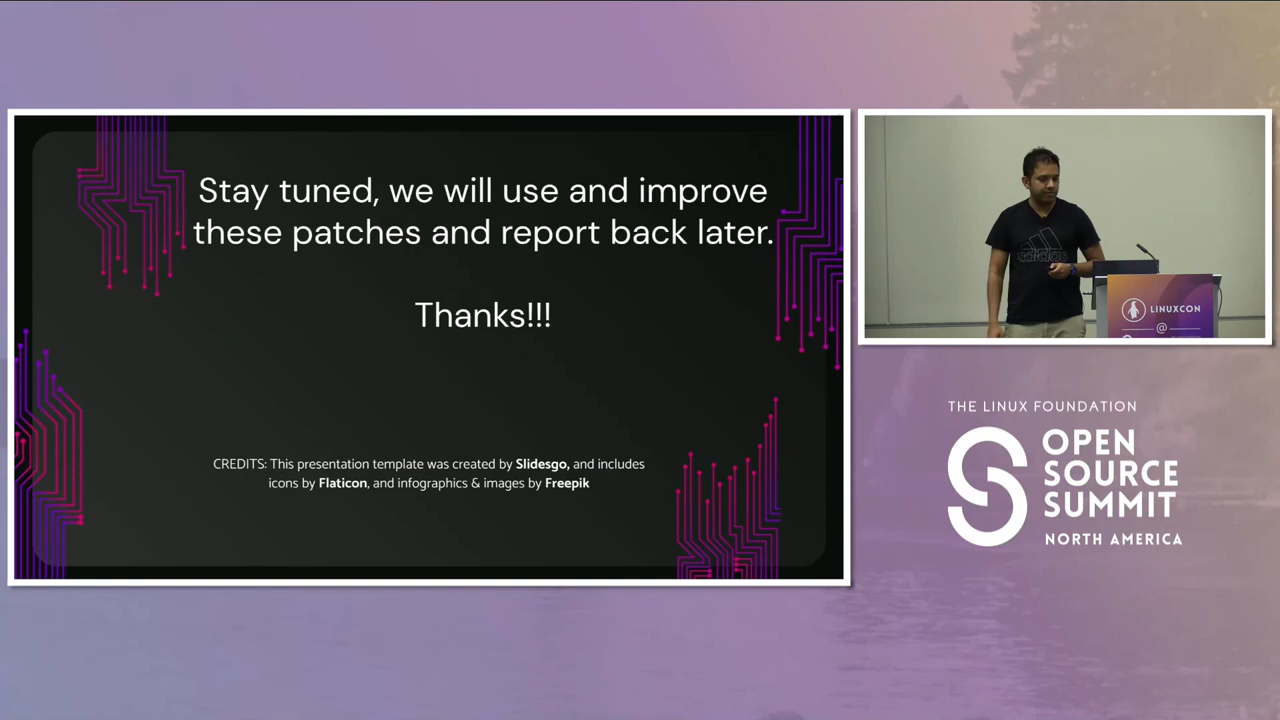 Stay tuned, we will use and improve
these patches and report back later.
Thanks!!!
CREDITS: This presentation template was created by Slidesgo, and includes
icons by Flaticon, and infographics & images by Freepik
adidas
LINUXCON
@
THE LINUX FOUNDATION
OPEN
SOURCE
SUMMIT
NORTH AMERICA